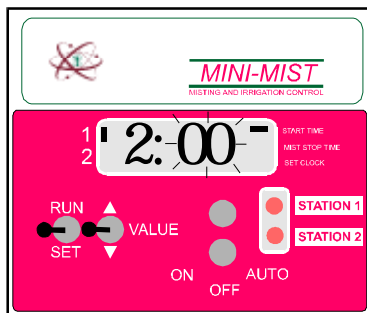 1
MINI-MIST
MISTING AND IRRIGATION CONTROL
1
2
2:00
START TIME
MIST STOP TIME
SET CLOCK
RUN
SET
VALUE
STATION 1
STATION 2
ON
OFF
AUTO